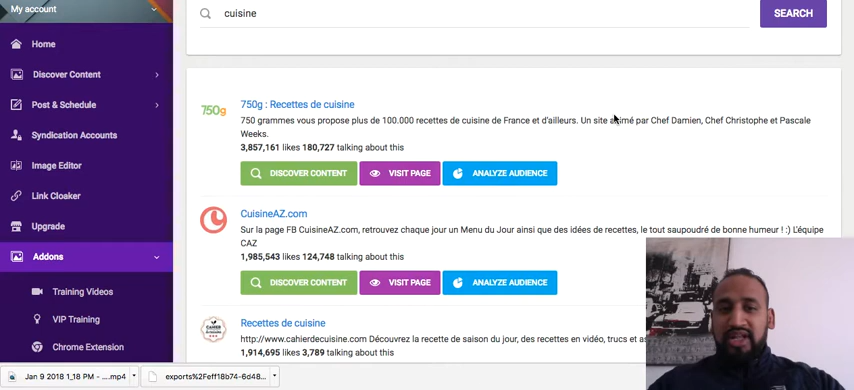 My account
cuisine
SEARCH
Home
Discover Content
Post & Schedule
Syndication Accounts
Image Editor
Link Cloaker
Upgrade
Addons
Training Videos
VIP Training
Chrome Extension
750g
750g : Recettes de cuisine
750 grammes vous propose plus de 100.000 recettes de cuisine de France et d'ailleurs. Un site animé par Chef Damien, Chef Christophe et Pascale
Weeks.
3,857,161 likes 180,727 talking about this
DISCOVER CONTENT
VISIT PAGE
ANALYZE AUDIENCE
CuisineAZ.com
Sur la page FB CuisineAZ.com, retrouvez chaque jour un Menu du Jour ainsi que des idées de recettes, le tout saupoudré de bonne humeur ! :) L'équipe
CAZ
1,985,543 likes 124,748 talking about this
DISCOVER CONTENT
VISIT PAGE
ANALYZE AUDIENCE
Recettes de cuisine
http://www.cahierdecuisine.com Découvrez la recette de saison du jour, des recettes en vidéo, trucs et as
1,914,695 likes 3,789 talking about this
Jan 9 2018 1_18 PM - ....mp4
exports%2Feff18b74-6d48...